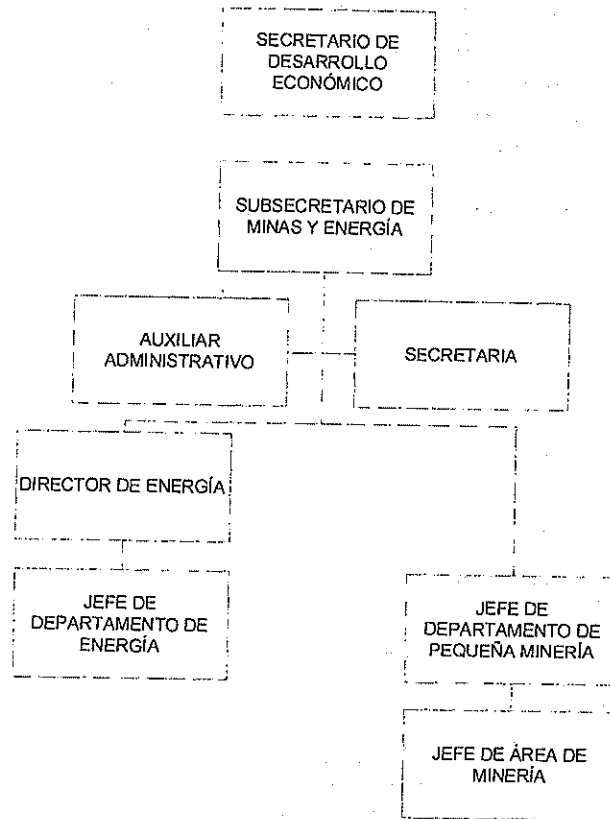 SECRETARIO DE
DESARROLLO
ECONÓMICO
SUBSECRETARIO DE
MINAS Y ENERGÍA
AUXILIAR
ADMINISTRATIVO
SECRETARIA
DIRECTOR DE ENERGÍA
JEFE DE
DEPARTAMENTO DE
ENERGÍA
JEFE DE
DEPARTAMENTO DE
PEQUEÑA MINERÍA
JEFE DE ÁREA DE
MINERÍA